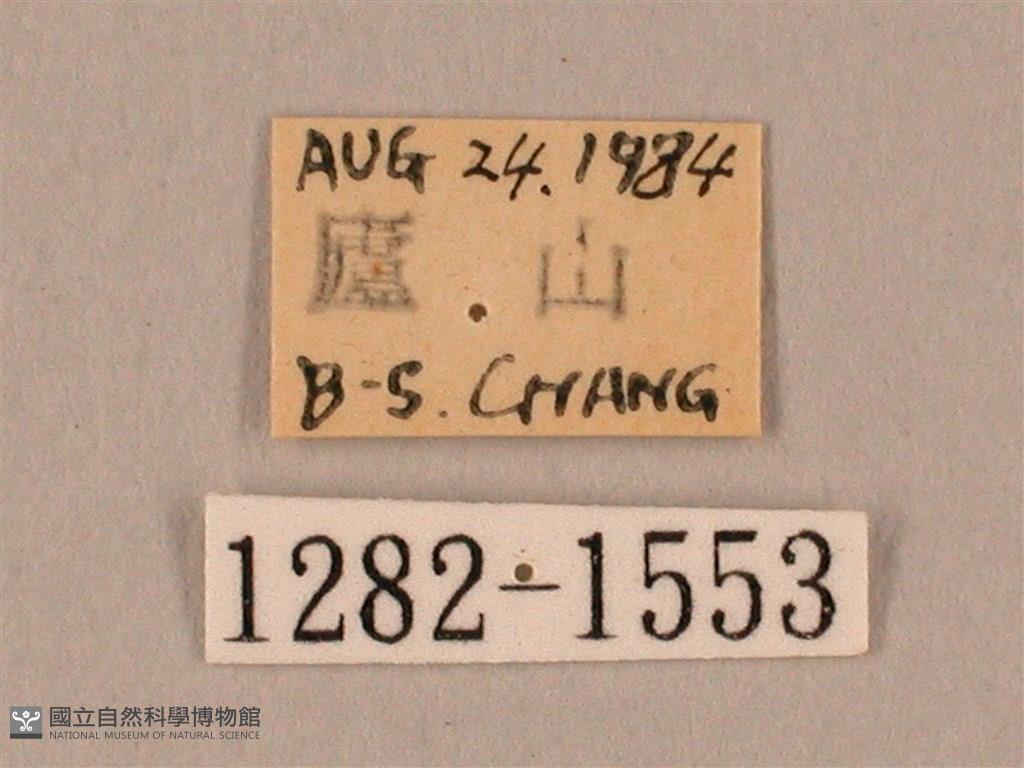 AUG 24. 1984
廬 山
B-S. CHANG
1282-1553
國立自然科學博物館
NATIONAL MUSEUM OF NATURAL SCIENCE